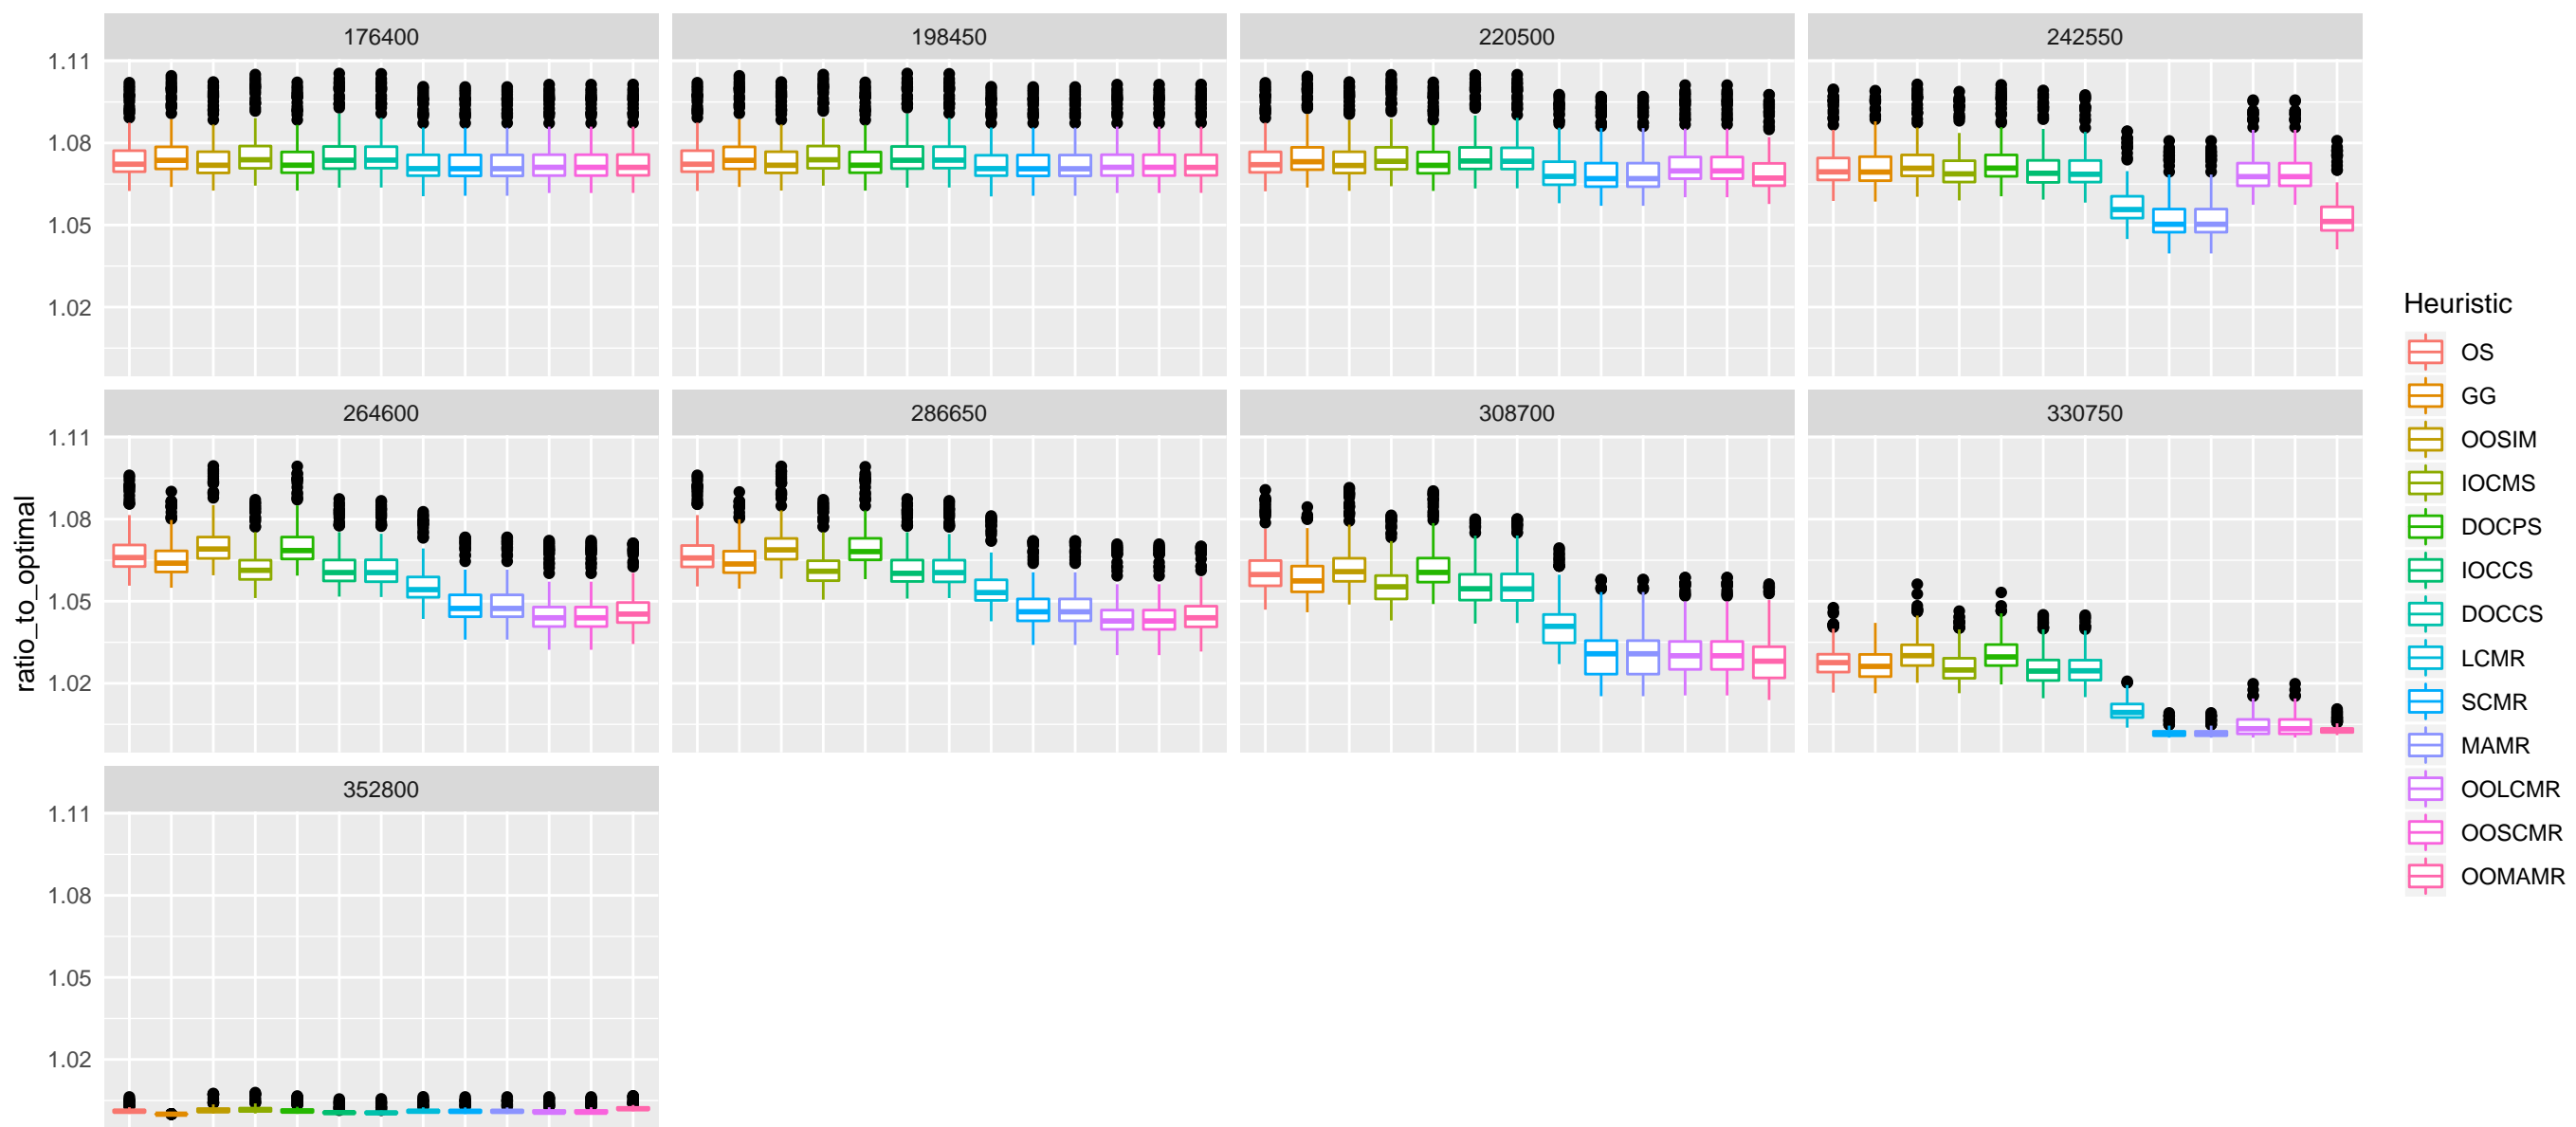 176400
198450
220500
242550
1.11
1.08
1.05
1.02
264600
286650
308700
330750
1.11
1.08
1.05
1.02
352800
1.11
1.08
1.05
1.02
ratio_to_optimal
Heuristic
OS
GG
OOSIM
IOCMS
DOCPS
IOCCS
DOCCS
LCMR
SCMR
MAMR
OOLCMR
OOSCMR
OOMAMR